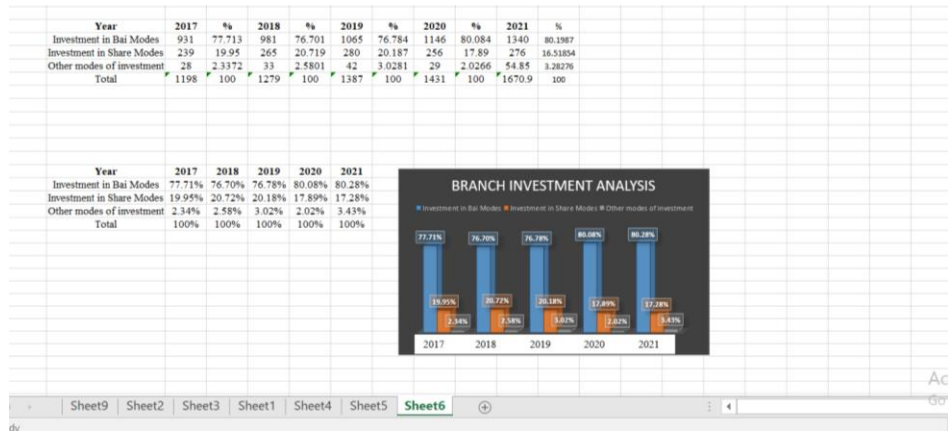 Year 2017 % 2018 % 2019 % 2020 % 2021 %
Investment in Bai Modes 931 77.713 981 76.701 1065 76.784 1146 80.084 1340 80.1987
Investment in Share Modes 239 19.95 265 20.719 280 20.187 256 17.89 276 16.51854
Other modes of investment 28 2.3372 33 2.5801 42 3.0281 29 2.0266 54.85 3.28276
Total 1198 100 1279 100 1387 100 1431 100 1670.9 100
Year 2017 2018 2019 2020 2021
Investment in Bai Modes 77.71% 76.70% 76.78% 80.08% 80.28%
Investment in Share Modes 19.95% 20.72% 20.18% 17.89% 17.28%
Other modes of investment 2.34% 2.58% 3.02% 2.02% 3.43%
Total 100% 100% 100% 100% 100%
BRANCH INVESTMENT ANALYSIS
Investment in Bai Modes Investment in Share Modes Other modes of investment
77.71% 76.70% 76.78% 80.08% 80.28%
19.95% 20.72% 20.18% 17.89% 17.28%
2.34% 2.58% 3.02% 2.02% 3.43%
2017 2018 2019 2020 2021
Ac
Go
Sheet9 Sheet2 Sheet3 Sheet1 Sheet4 Sheet5 Sheet6